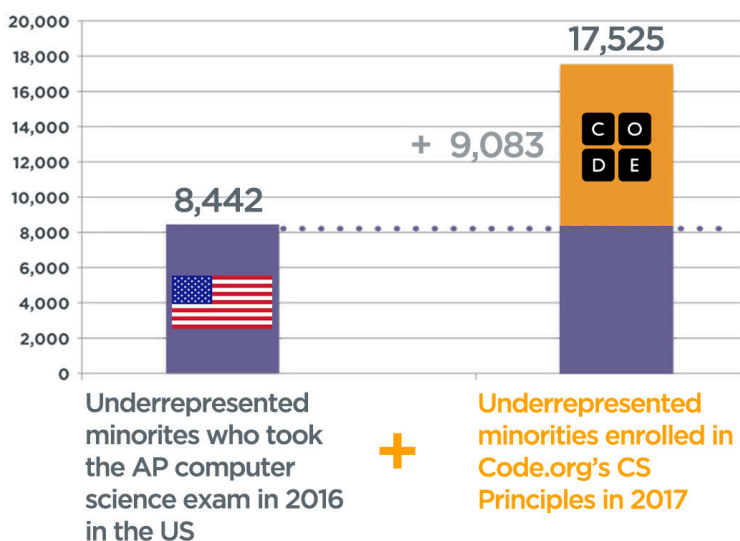 20,000
18,000
16,000
14,000
12,000
10,000
8,000
6,000
4,000
2,000
0
8,442
+ 9,083
17,525
C O
D E
Underrepresented
minorites who took
the AP computer
science exam in 2016
in the US
+
Underrepresented
minorities enrolled in
Code.org's CS
Principles in 2017